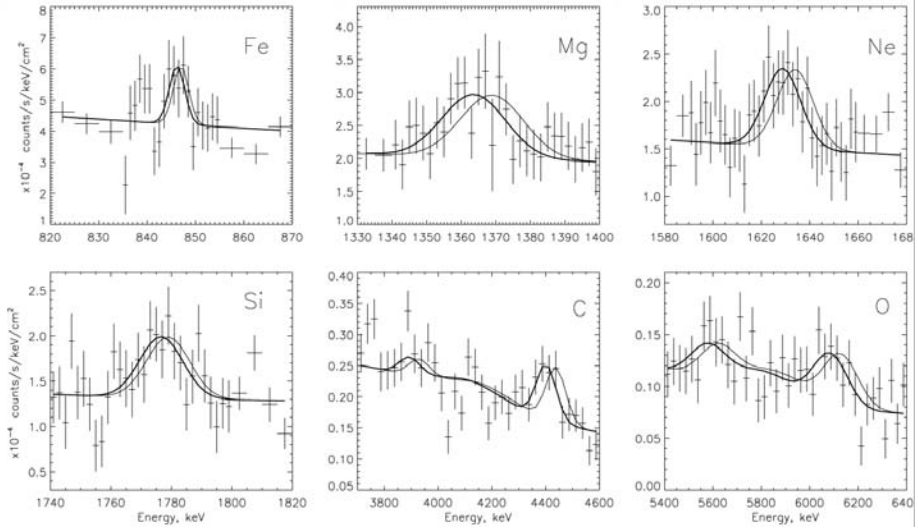 ×10⁻⁴ counts/s/keV/cm²
8
7
6
5
4
3
2
1
Fe
820 830 840 850 860 870
4.0
3.5
3.0
2.5
2.0
1.5
1.0
Mg
1330 1340 1350 1360 1370 1380 1390 1400
3.0
2.5
2.0
1.5
1.0
Ne
1580 1600 1620 1640 1660 168
×10⁻⁴ counts/s/keV/cm²
2.5
2.0
1.5
1.0
0.5
Si
1740 1760 1780 1800 1820
Energy, keV
0.40
0.35
0.30
0.25
0.20
0.15
0.10
0.05
C
3800 4000 4200 4400 4600
Energy, keV
0.20
0.15
0.10
0.05
0.00
O
5400 5600 5800 6000 6200 640
Energy, keV